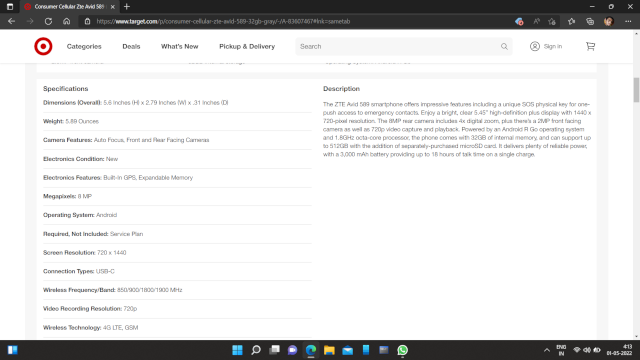 Consumer Cellular Zte Avid 589
https://www.target.com/p/consumer-cellular-zte-avid-589-32gb-gray/-/A-83607467#lnk=sametab
Categories
Deals
What's New
Pickup & Delivery
Search
Sign in
Specifications
Dimensions (Overall): 5.6 Inches (H) x 2.79 Inches (W) x .31 Inches (D)
Weight: 5.89 Ounces
Camera Features: Auto Focus, Front and Rear Facing Cameras
Electronics Condition: New
Electronics Features: Built-In GPS, Expandable Memory
Megapixels: 8 MP
Operating System: Android
Required, Not Included: Service Plan
Screen Resolution: 720 x 1440
Connection Types: USB-C
Wireless Frequency/Band: 850/900/1800/1900 MHz
Video Recording Resolution: 720p
Wireless Technology: 4G LTE, GSM
Description
The ZTE Avid 589 smartphone offers impressive features including a unique SOS physical key for one-
push access to emergency contacts. Enjoy a bright, clear 5.45" high-definition plus display with 1440 x
720-pixel resolution. The 8MP rear camera includes 4x digital zoom, plus there's a 2MP front facing
camera as well as 720p video capture and playback. Powered by an Android R Go operating system
and 1.6GHz octa-core processor, the phone comes with 32GB of internal memory, and can support up
to 512GB with the addition of separately-purchased microSD card. It delivers plenty of reliable power,
with a 3,000 mAh battery providing up to 18 hours of talk time on a single charge.
ENG
IN
4:13
01-05-2022